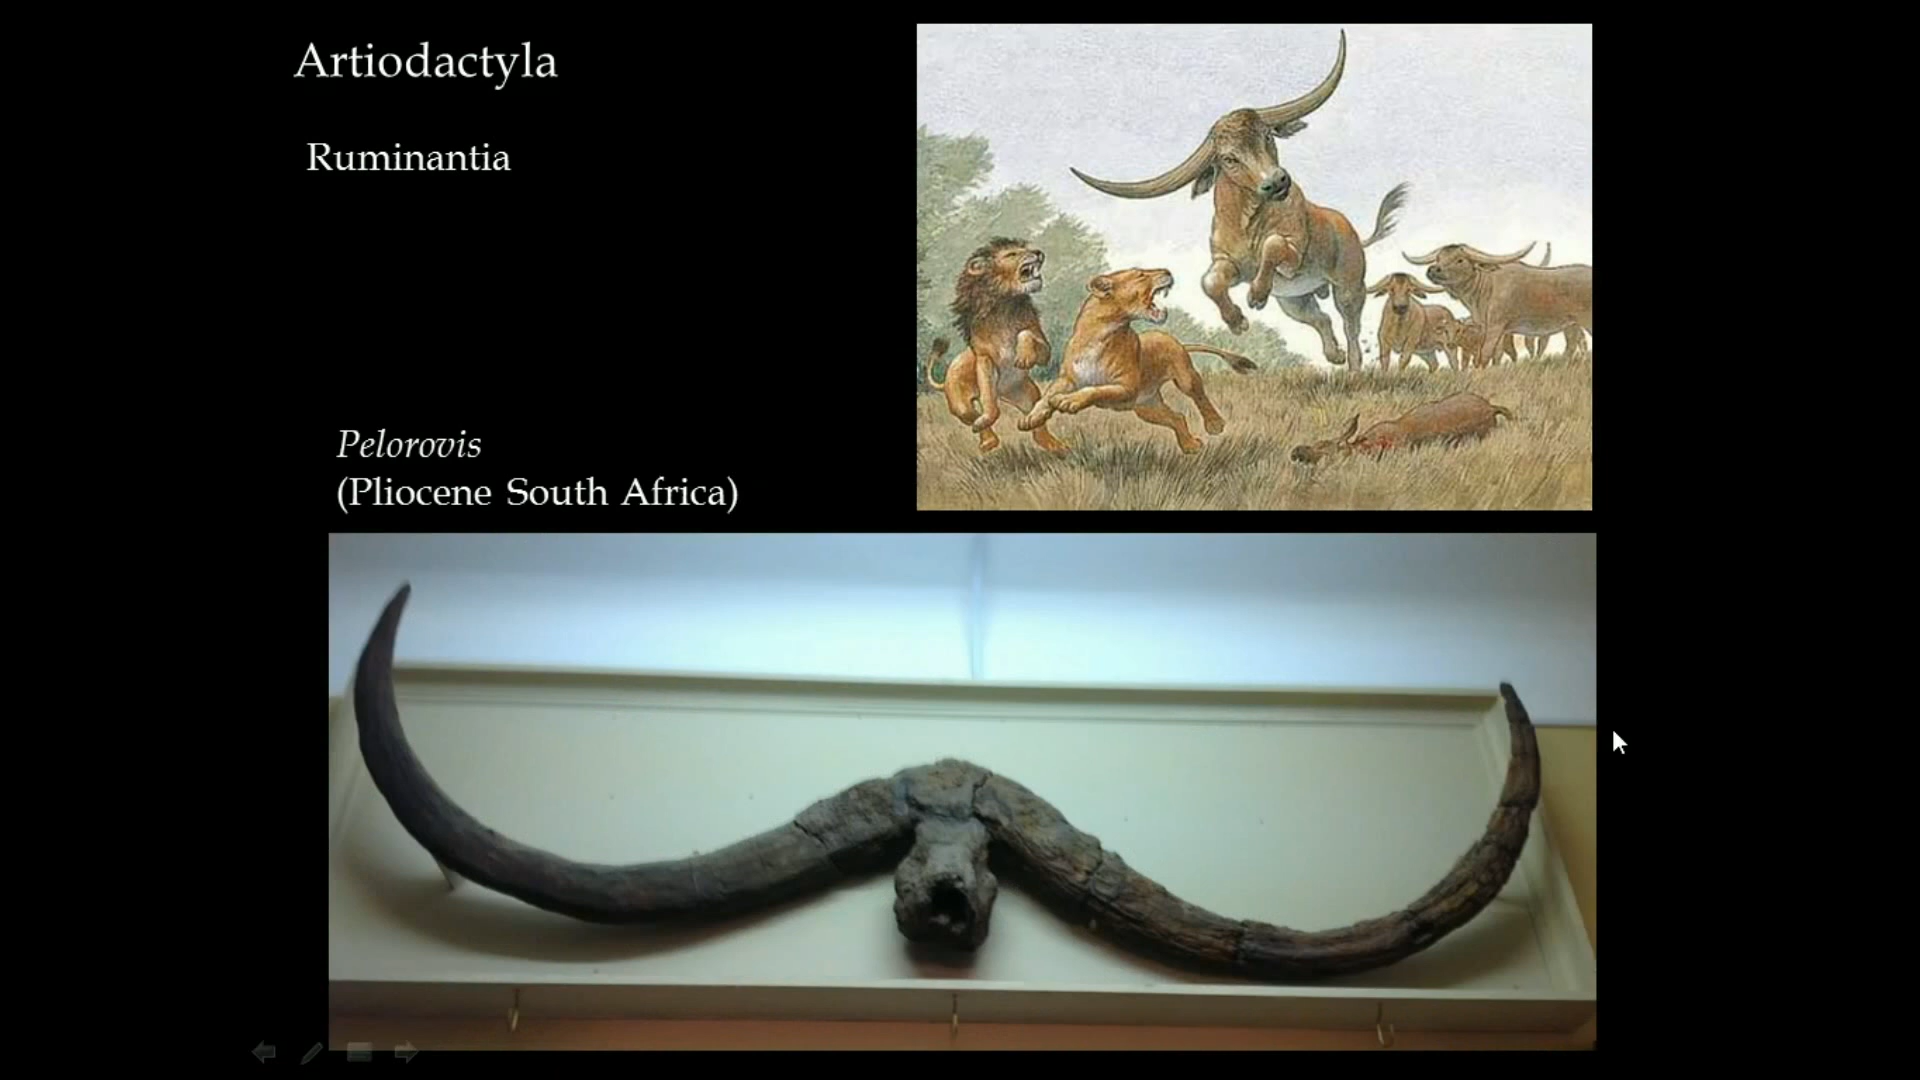 Artiodactyla
Ruminantia
Pelorovis
(Pliocene South Africa)